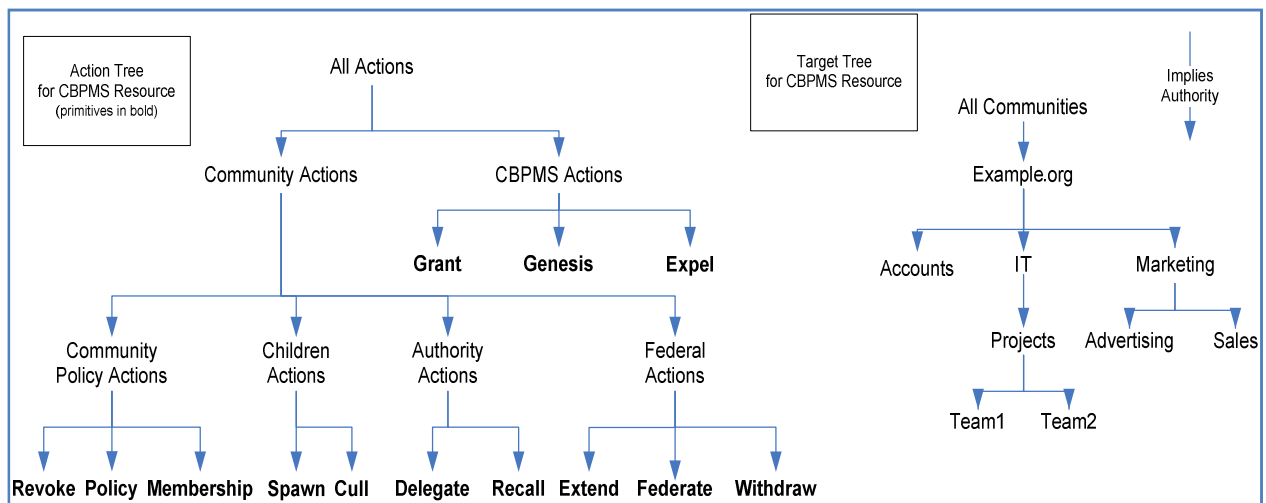 Action Tree
for CBPMS Resource
(primitives in bold)
All Actions
Community Actions
CBPMS Actions
Grant
Genesis
Expel
Community
Policy Actions
Children
Actions
Authority
Actions
Federal
Actions
Revoke
Policy
Membership
Spawn
Cull
Delegate
Recall
Extend
Federate
Withdraw
Target Tree
for CBPMS Resource
All Communities
Example.org
Accounts
IT
Marketing
Projects
Advertising
Sales
Team1
Team2
Implies
Authority